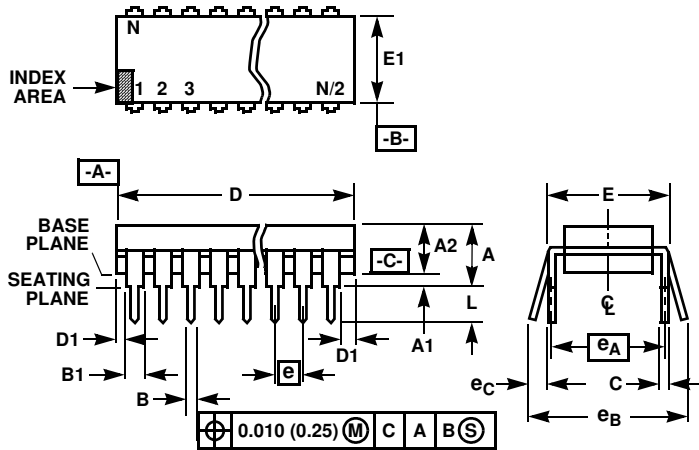 N
E1
INDEX
AREA
1 2 3 N/2
-B-
-A-
D
E
BASE
PLANE
A2
A
-C-
SEATING
PLANE
L
℄
D1
A1
D1
eA
B1
e
eC
C
B
eB
0.010 (0.25) Ⓜ C A B Ⓢ